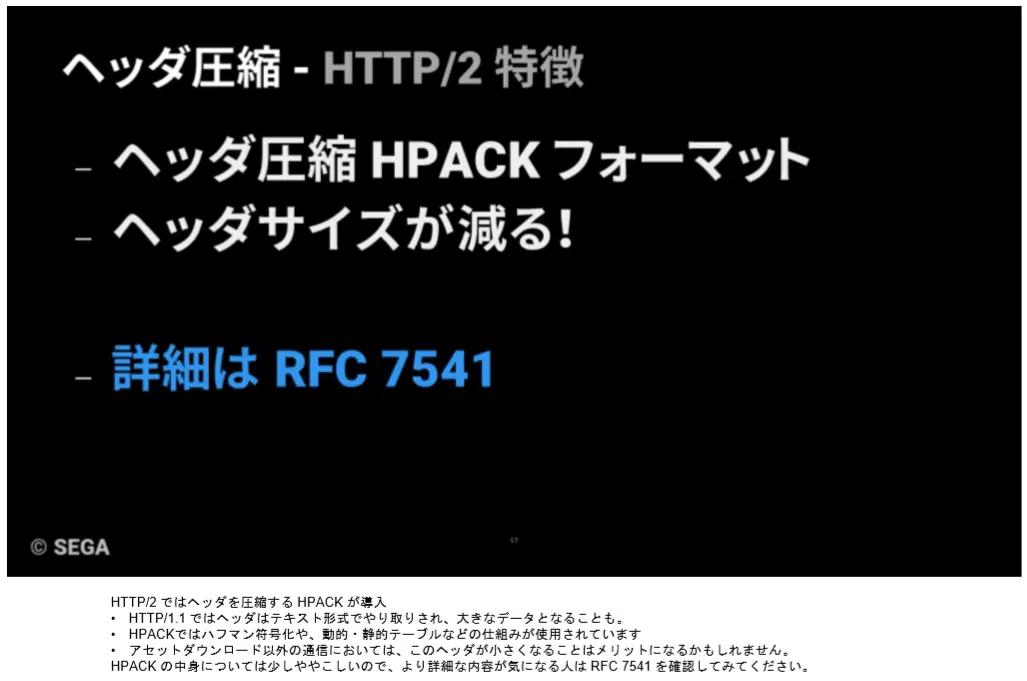 ヘッダ圧縮 - HTTP/2 特徴
– ヘッダ圧縮 HPACK フォーマット
– ヘッダサイズが減る!
– 詳細は RFC 7541
© SEGA
57
HTTP/2 ではヘッダを圧縮する HPACK が導入
• HTTP/1.1 ではヘッダはテキスト形式でやり取りされ、大きなデータとなることも。
• HPACKではハフマン符号化や、動的・静的テーブルなどの仕組みが使用されています
• アセットダウンロード以外の通信においては、このヘッダが小さくなることはメリットになるかもしれません。
HPACK の中身については少しややこしいので、より詳細な内容が気になる人は RFC 7541 を確認してみてください。